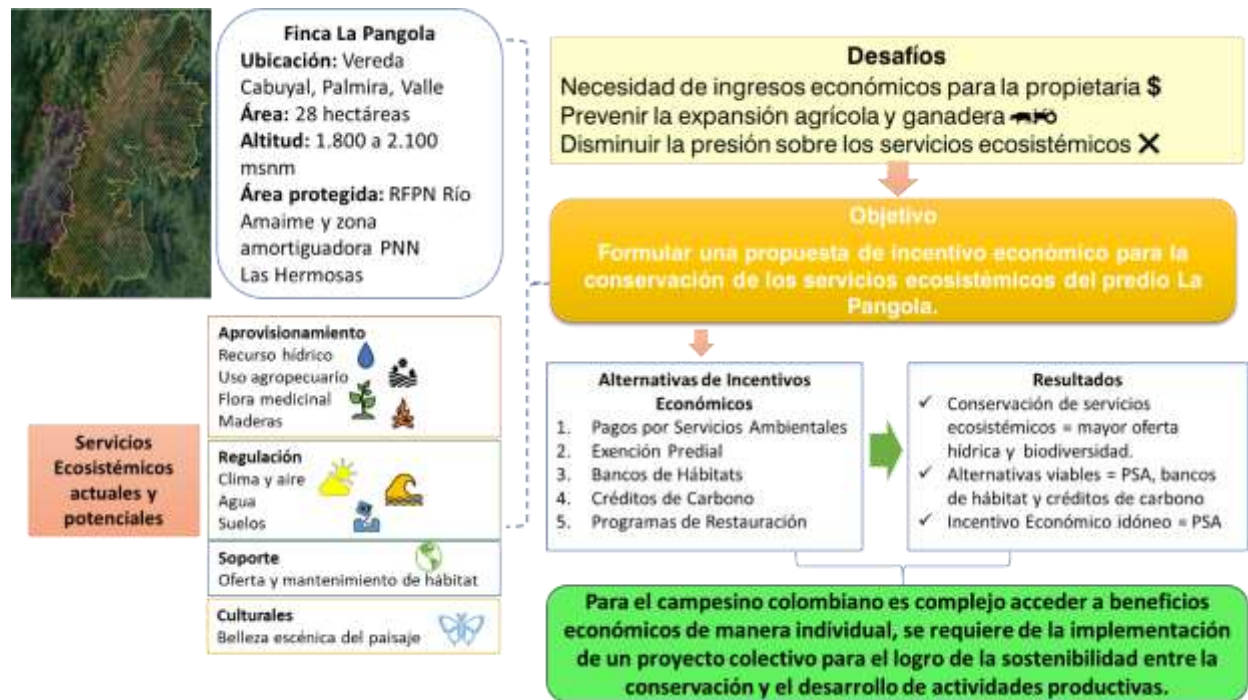 Finca La Pangola
Ubicación: Vereda
Cabuyal, Palmira, Valle
Área: 28 hectáreas
Altitud: 1.800 a 2.100
msnm
Área protegida: RFPN Río
Amaime y zona
amortiguadora PNN
Las Hermosas
Desafíos
Necesidad de ingresos económicos para la propietaria $
Prevenir la expansión agrícola y ganadera
Disminuir la presión sobre los servicios ecosistémicos
Objetivo
Formular una propuesta de incentivo económico para la
conservación de los servicios ecosistémicos del predio La
Pangola.
Servicios
Ecosistémicos
actuales y
potenciales
Aprovisionamiento
Recurso hídrico
Uso agropecuario
Flora medicinal
Maderas
Regulación
Clima y aire
Agua
Suelos
Soporte
Oferta y mantenimiento de hábitat
Culturales
Belleza escénica del paisaje
Alternativas de Incentivos
Económicos
1. Pagos por Servicios Ambientales
2. Exención Predial
3. Bancos de Hábitats
4. Créditos de Carbono
5. Programas de Restauración
Resultados
✓ Conservación de servicios
ecosistémicos = mayor oferta
hídrica y biodiversidad.
✓ Alternativas viables = PSA, bancos
de hábitat y créditos de carbono
✓ Incentivo Económico idóneo = PSA
Para el campesino colombiano es complejo acceder a beneficios
económicos de manera individual, se requiere de la implementación
de un proyecto colectivo para el logro de la sostenibilidad entre la
conservación y el desarrollo de actividades productivas.